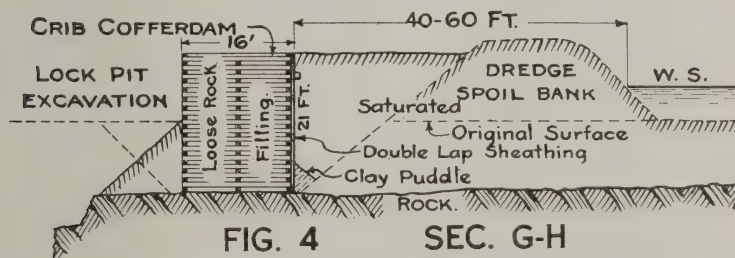 CRIB COFFERDAM
16'
40-60 FT.
LOCK PIT
EXCAVATION
DREDGE
SPOIL BANK
W. S.
Loose Rock
Filling.
21 FT.
Saturated
Original Surface
Double Lap Sheathing
Clay Puddle
ROCK.
FIG. 4 SEC. G-H